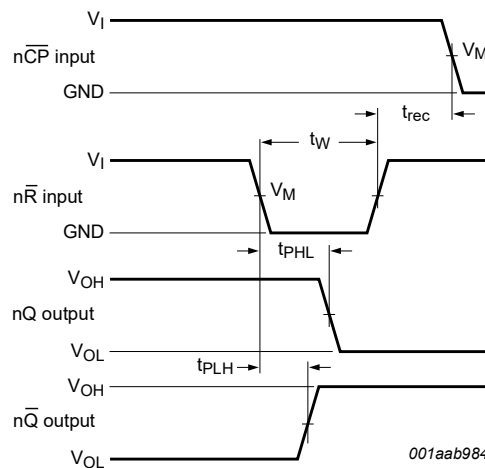 V_I
nC̅P̅ input
V_M
GND
t_rec
t_W
V_I
nR̅ input
V_M
GND
t_PHL
V_OH
nQ output
V_OL
t_PLH
V_OH
nQ̅ output
V_OL
001aab984